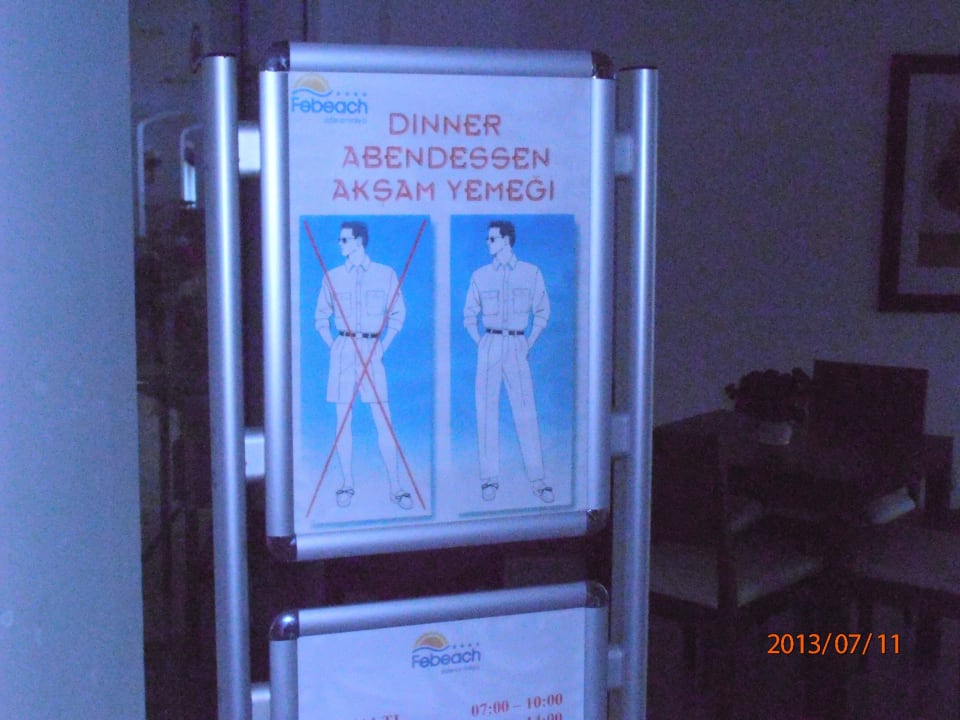 Febeach
DINNER
ABENDESSEN
AKŞAM YEMEĞİ
Febeach
07:00 – 10:00
2013/07/11